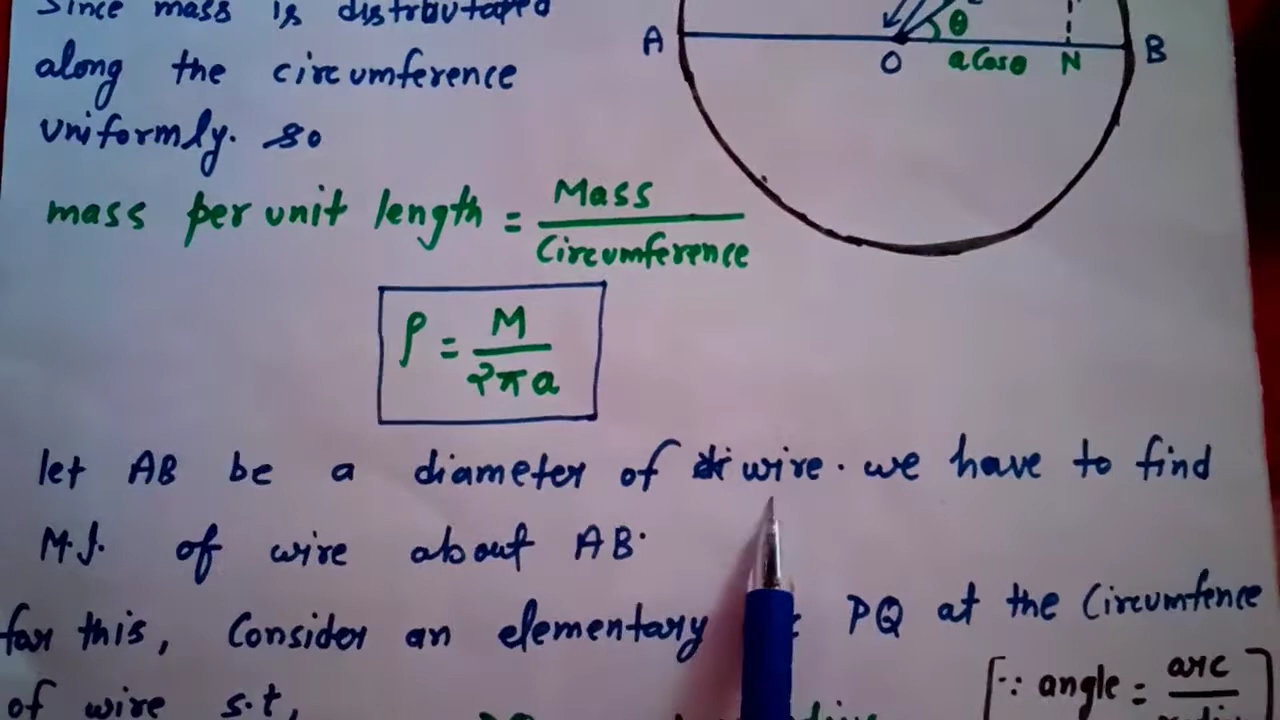 Since mass is distributaped
along the circumference
uniformly. so
mass per unit length = Mass / Circumference
A
O
θ
a Cosθ
N
B
ρ = M / 2πa
let AB be a diameter of wire. we have to find
M.I. of wire about AB.
for this, Consider an elementary PQ at the Circumfence
of wire s.t,
[∵ angle = arc